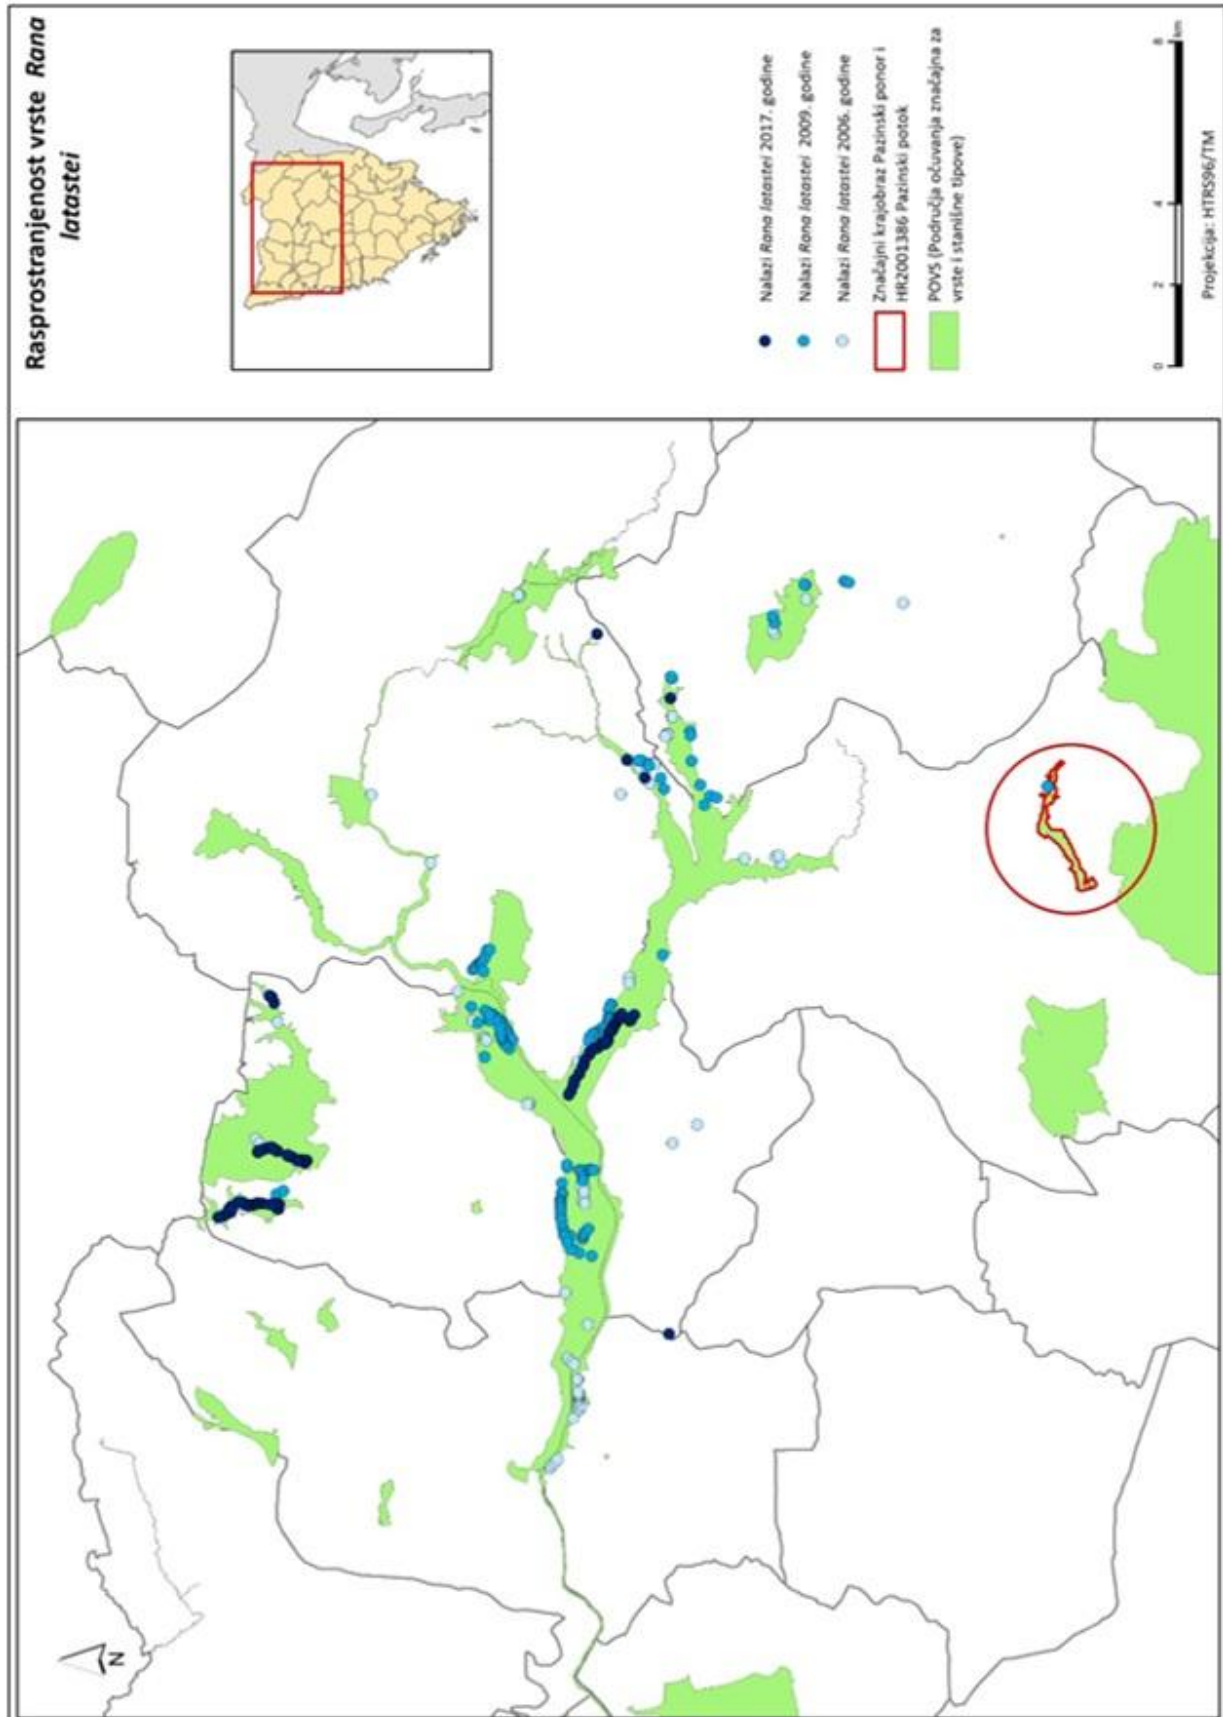 Rasprostranjenost vrste Rana
latastei
Nalazi Rana latastei 2017. godine
Nalazi Rana latastei 2009. godine
Nalazi Rana latastei 2006. godine
Značajni krajobraz Pazinski ponor i
HR2001386 Pazinski potok
POVS (Područja očuvanja značajna za
vrste i stanišne tipove)
0 2 4 8
km
Projekcija: HTRS96/TM
N